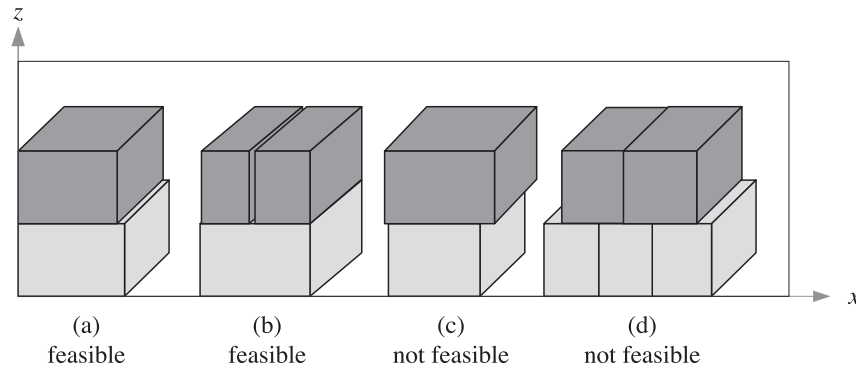 z
x
(a) (b) (c) (d)
feasible feasible not feasible not feasible